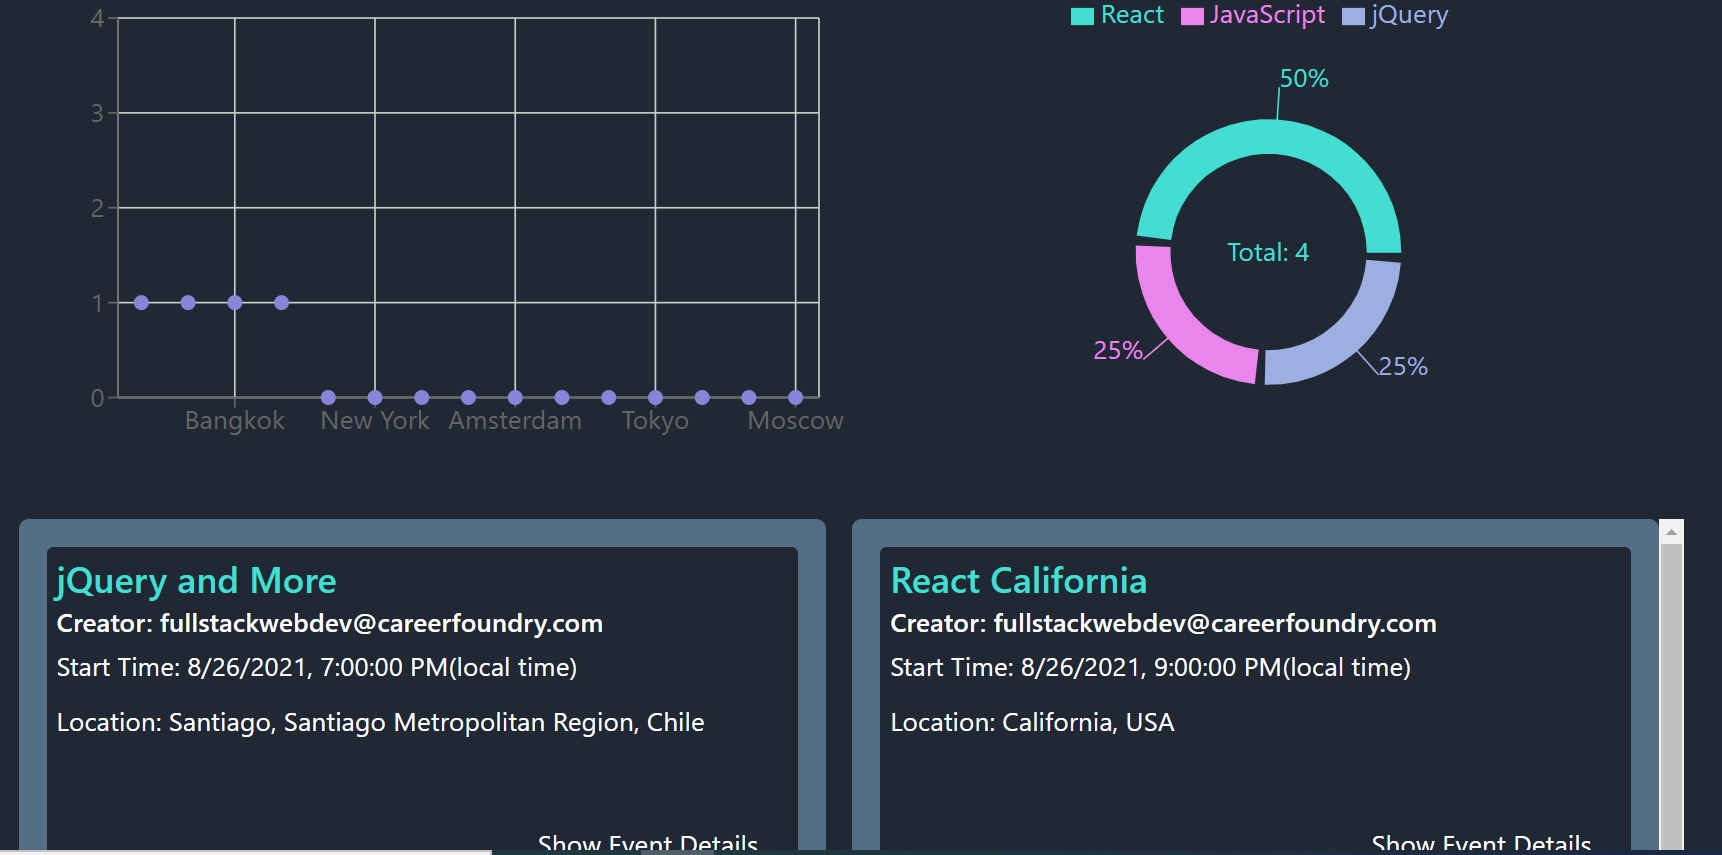 4
3
2
1
0
Bangkok New York Amsterdam Tokyo Moscow
React JavaScript jQuery
50%
Total: 4
25%
25%
jQuery and More
Creator: fullstackwebdev@careerfoundry.com
Start Time: 8/26/2021, 7:00:00 PM(local time)
Location: Santiago, Santiago Metropolitan Region, Chile
Show Event Details
React California
Creator: fullstackwebdev@careerfoundry.com
Start Time: 8/26/2021, 9:00:00 PM(local time)
Location: California, USA
Show Event Details